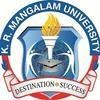 K. R. MANGALAM UNIVERSITY
DESTINATION SUCCESS